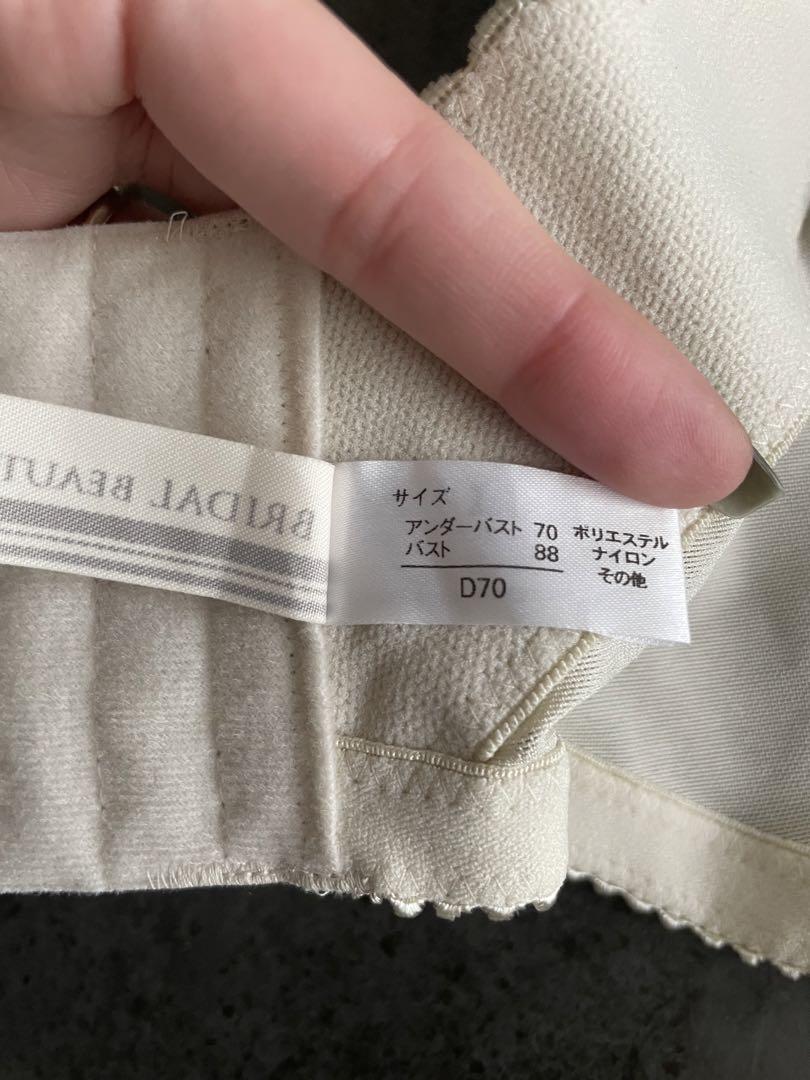 BRIDAL BEAUT
サイズ
アンダーバスト 70
バスト 88
D70
ポリエステル
ナイロン
その他